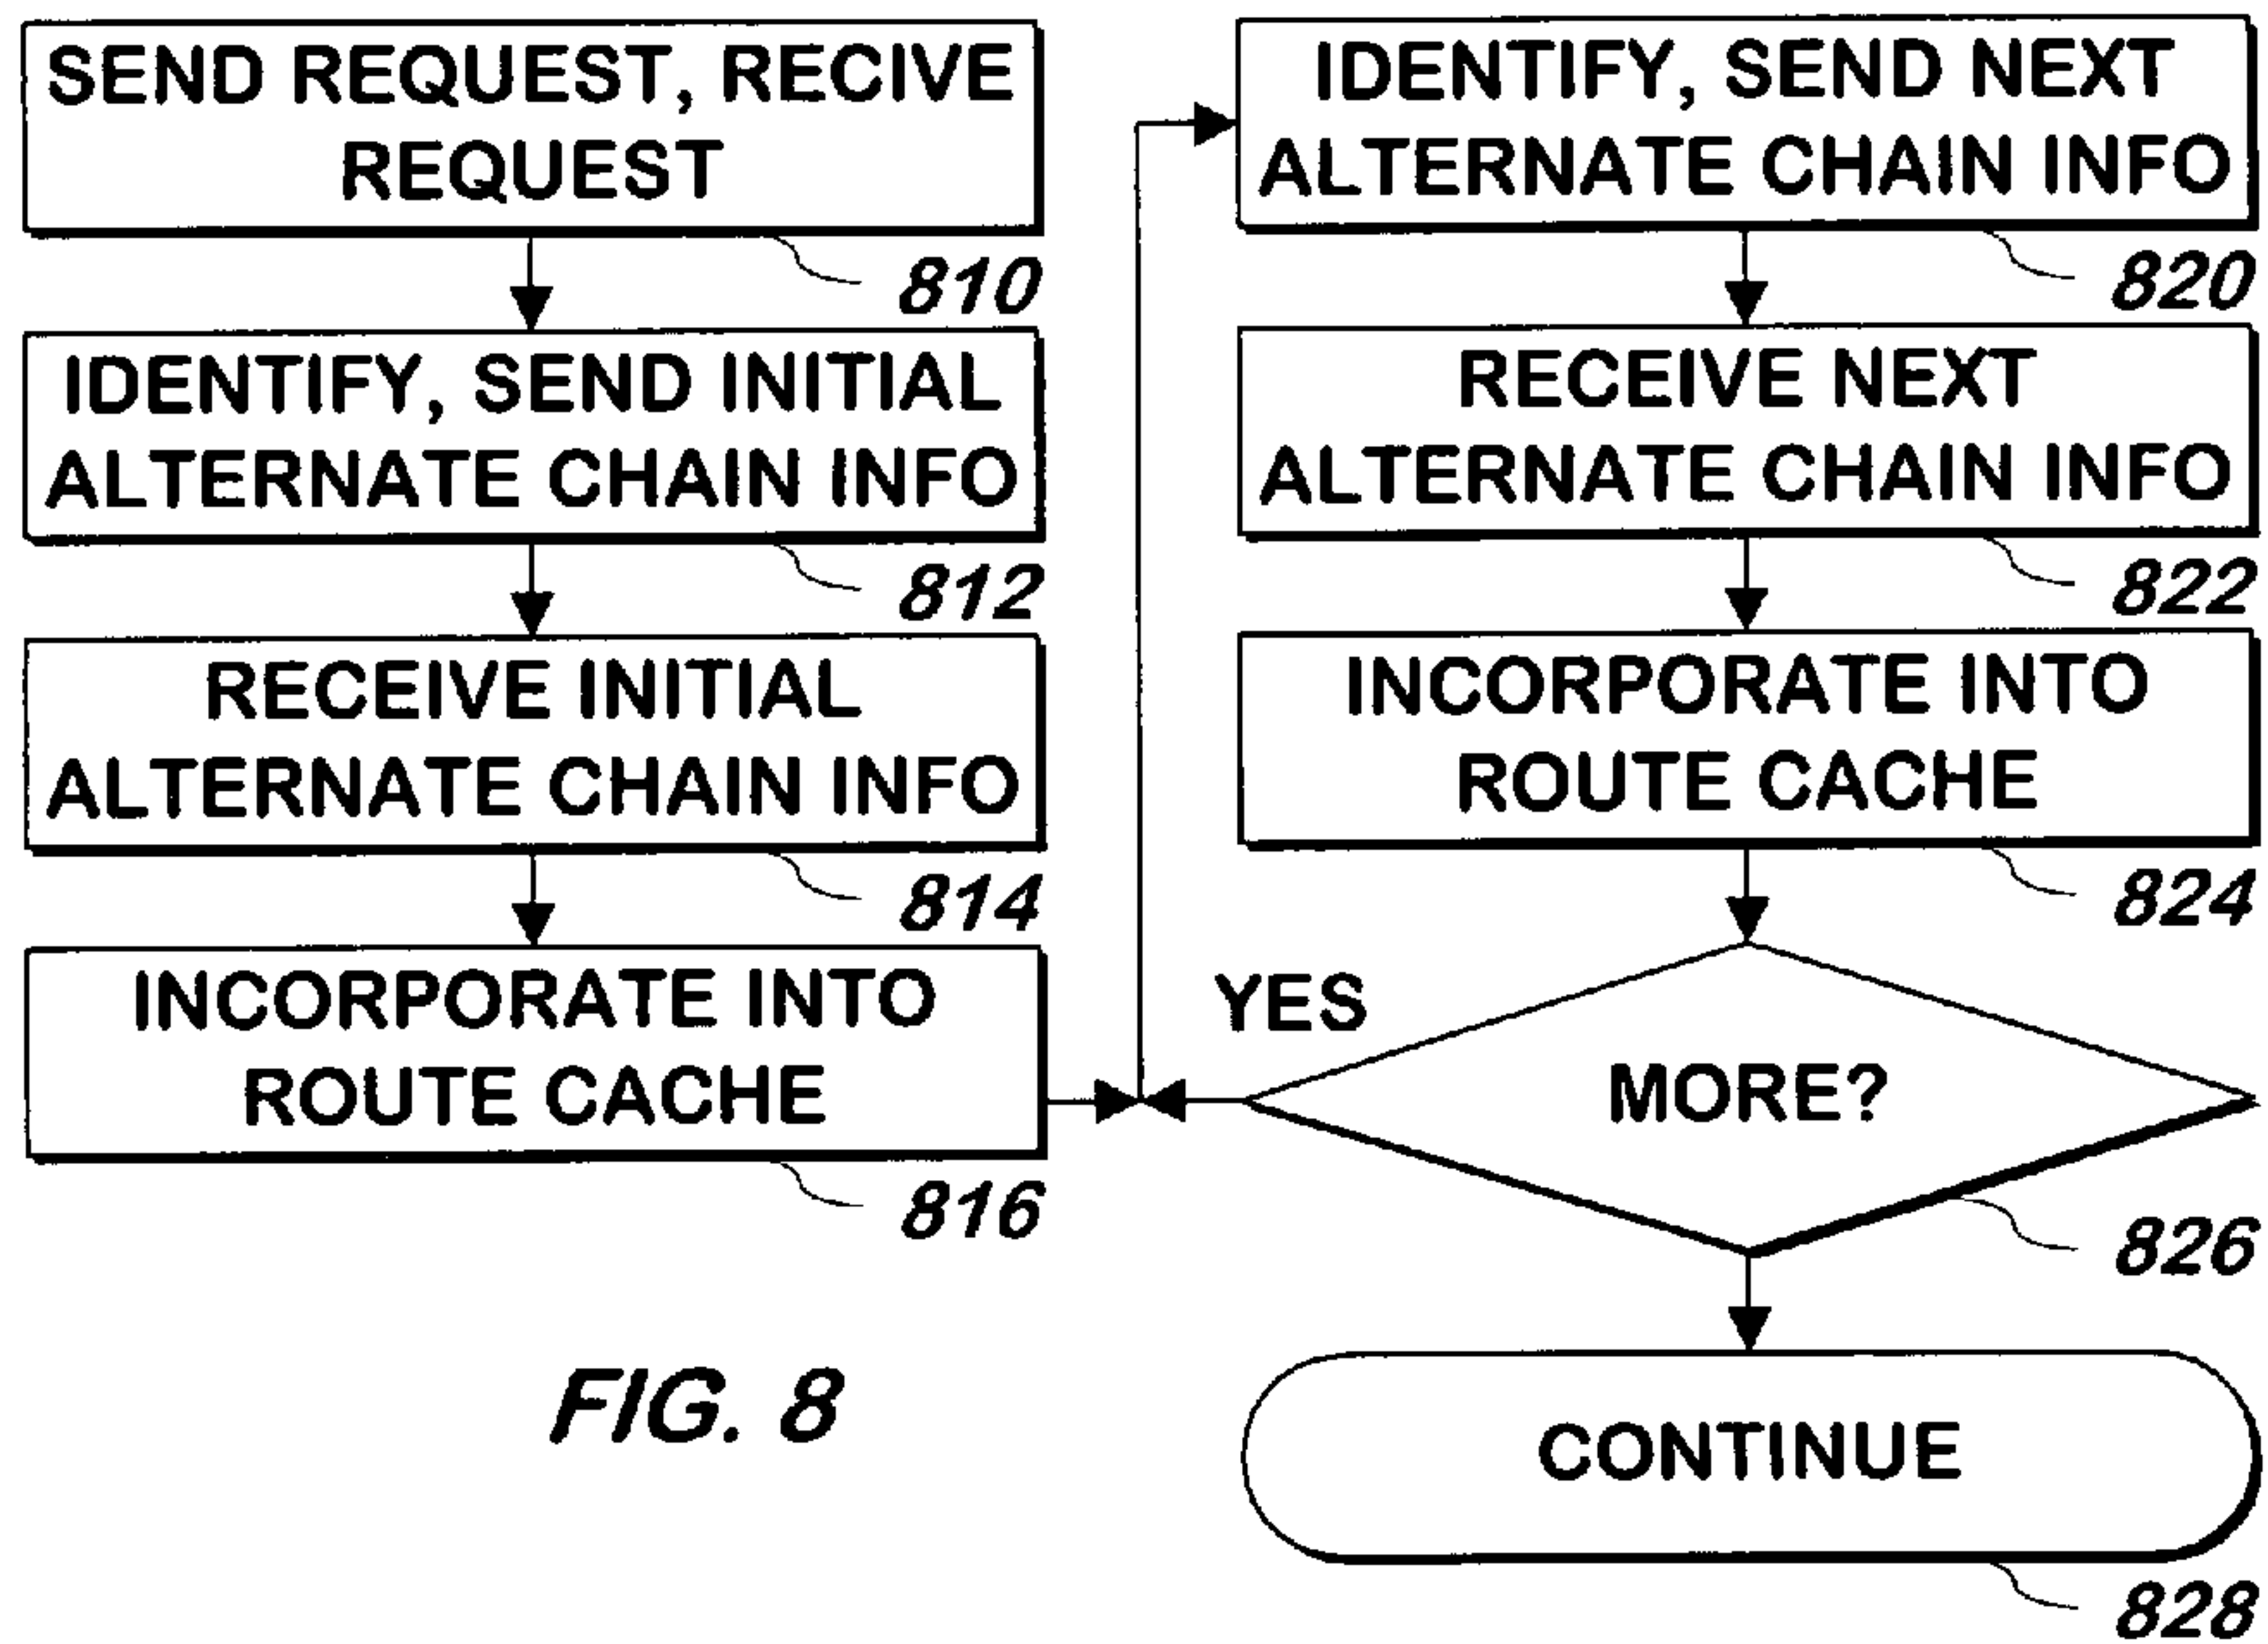 SEND REQUEST, RECIVE
REQUEST
810
IDENTIFY, SEND INITIAL
ALTERNATE CHAIN INFO
812
RECEIVE INITIAL
ALTERNATE CHAIN INFO
814
INCORPORATE INTO
ROUTE CACHE
816
IDENTIFY, SEND NEXT
ALTERNATE CHAIN INFO
820
RECEIVE NEXT
ALTERNATE CHAIN INFO
822
INCORPORATE INTO
ROUTE CACHE
824
YES
MORE?
826
CONTINUE
828
FIG. 8